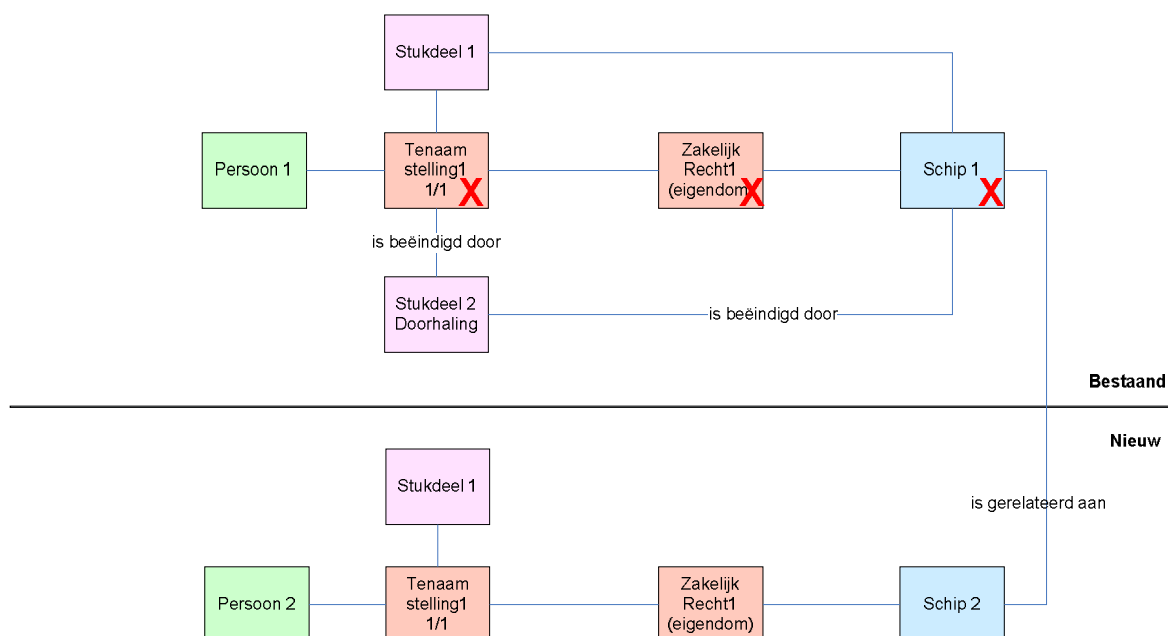 Stukdeel 1
Persoon 1
Tenaam
stelling1
1/1
X
Zakelijk
Recht1
(eigendom)
X
Schip 1
X
is beëindigd door
Stukdeel 2
Doorhaling
is beëindigd door
Bestaand
Nieuw
Stukdeel 1
is gerelateerd aan
Persoon 2
Tenaam
stelling1
1/1
Zakelijk
Recht1
(eigendom)
Schip 2